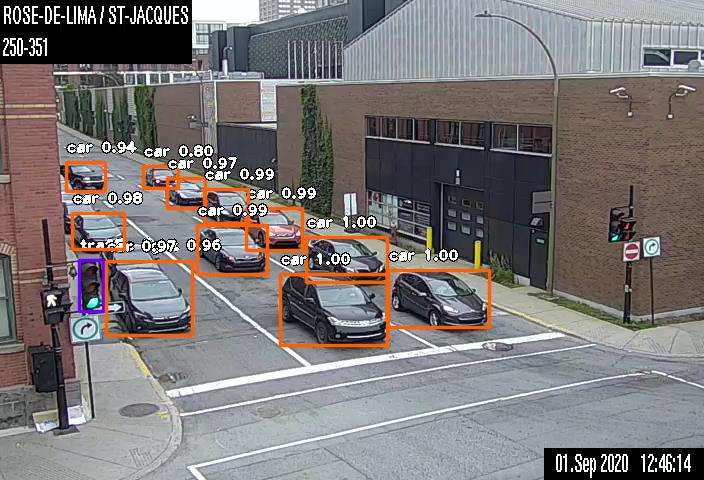 ROSE-DE-LIMA / ST-JACQUES
250-351
car 0.94
car 0.80
car 0.97
car 0.99
car 0.98
car 0.99
car 0.99
car 1.00
0.97
0.96
car 1.00
car 1.00
01.Sep 2020 12:46:14